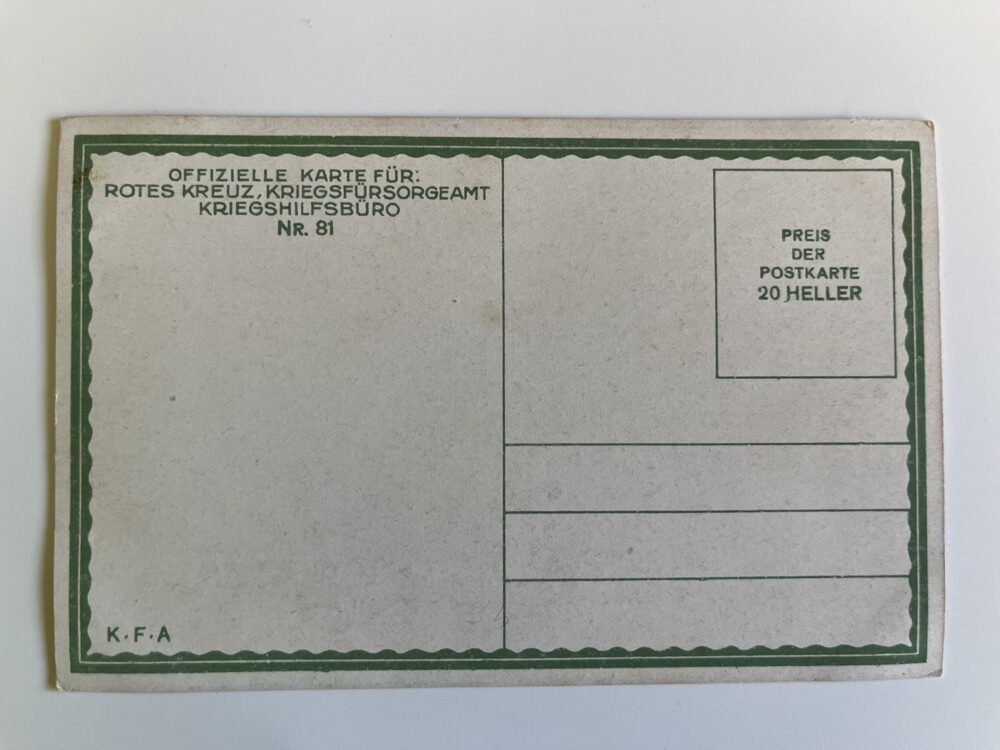 OFFIZIELLE KARTE FÜR:
ROTES KREUZ, KRIEGSFÜRSORGEAMT
KRIEGSHILFSBÜRO
NR. 81
PREIS
DER
POSTKARTE
20 HELLER
K·F·A